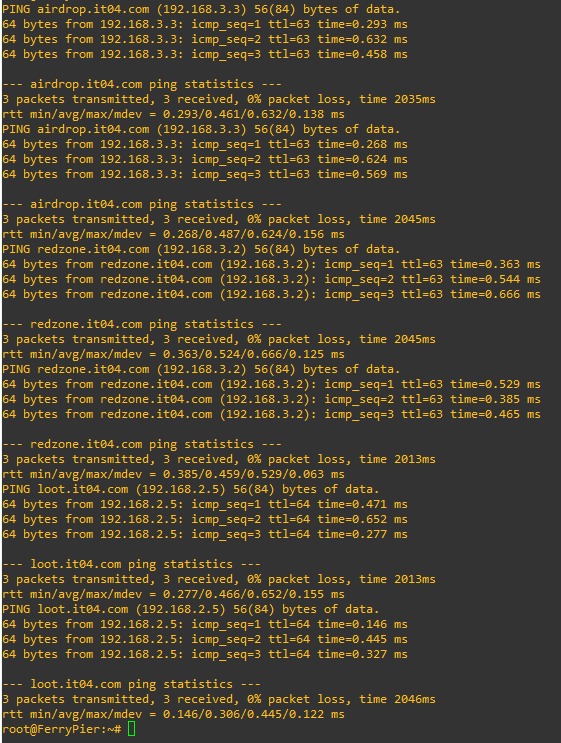 PING airdrop.it04.com (192.168.3.3) 56(84) bytes of data.
64 bytes from 192.168.3.3: icmp_seq=1 ttl=63 time=0.293 ms
64 bytes from 192.168.3.3: icmp_seq=2 ttl=63 time=0.632 ms
64 bytes from 192.168.3.3: icmp_seq=3 ttl=63 time=0.458 ms

--- airdrop.it04.com ping statistics ---
3 packets transmitted, 3 received, 0% packet loss, time 2035ms
rtt min/avg/max/mdev = 0.293/0.461/0.632/0.138 ms
PING airdrop.it04.com (192.168.3.3) 56(84) bytes of data.
64 bytes from 192.168.3.3: icmp_seq=1 ttl=63 time=0.268 ms
64 bytes from 192.168.3.3: icmp_seq=2 ttl=63 time=0.624 ms
64 bytes from 192.168.3.3: icmp_seq=3 ttl=63 time=0.569 ms

--- airdrop.it04.com ping statistics ---
3 packets transmitted, 3 received, 0% packet loss, time 2045ms
rtt min/avg/max/mdev = 0.268/0.487/0.624/0.156 ms
PING redzone.it04.com (192.168.3.2) 56(84) bytes of data.
64 bytes from redzone.it04.com (192.168.3.2): icmp_seq=1 ttl=63 time=0.363 ms
64 bytes from redzone.it04.com (192.168.3.2): icmp_seq=2 ttl=63 time=0.544 ms
64 bytes from redzone.it04.com (192.168.3.2): icmp_seq=3 ttl=63 time=0.666 ms

--- redzone.it04.com ping statistics ---
3 packets transmitted, 3 received, 0% packet loss, time 2045ms
rtt min/avg/max/mdev = 0.363/0.524/0.666/0.125 ms
PING redzone.it04.com (192.168.3.2) 56(84) bytes of data.
64 bytes from redzone.it04.com (192.168.3.2): icmp_seq=1 ttl=63 time=0.529 ms
64 bytes from redzone.it04.com (192.168.3.2): icmp_seq=2 ttl=63 time=0.385 ms
64 bytes from redzone.it04.com (192.168.3.2): icmp_seq=3 ttl=63 time=0.465 ms

--- redzone.it04.com ping statistics ---
3 packets transmitted, 3 received, 0% packet loss, time 2013ms
rtt min/avg/max/mdev = 0.385/0.459/0.529/0.063 ms
PING loot.it04.com (192.168.2.5) 56(84) bytes of data.
64 bytes from 192.168.2.5: icmp_seq=1 ttl=64 time=0.471 ms
64 bytes from 192.168.2.5: icmp_seq=2 ttl=64 time=0.652 ms
64 bytes from 192.168.2.5: icmp_seq=3 ttl=64 time=0.277 ms

--- loot.it04.com ping statistics ---
3 packets transmitted, 3 received, 0% packet loss, time 2013ms
rtt min/avg/max/mdev = 0.277/0.466/0.652/0.155 ms
PING loot.it04.com (192.168.2.5) 56(84) bytes of data.
64 bytes from 192.168.2.5: icmp_seq=1 ttl=64 time=0.146 ms
64 bytes from 192.168.2.5: icmp_seq=2 ttl=64 time=0.445 ms
64 bytes from 192.168.2.5: icmp_seq=3 ttl=64 time=0.327 ms

--- loot.it04.com ping statistics ---
3 packets transmitted, 3 received, 0% packet loss, time 2046ms
rtt min/avg/max/mdev = 0.146/0.306/0.445/0.122 ms
root@FerryPier:~#